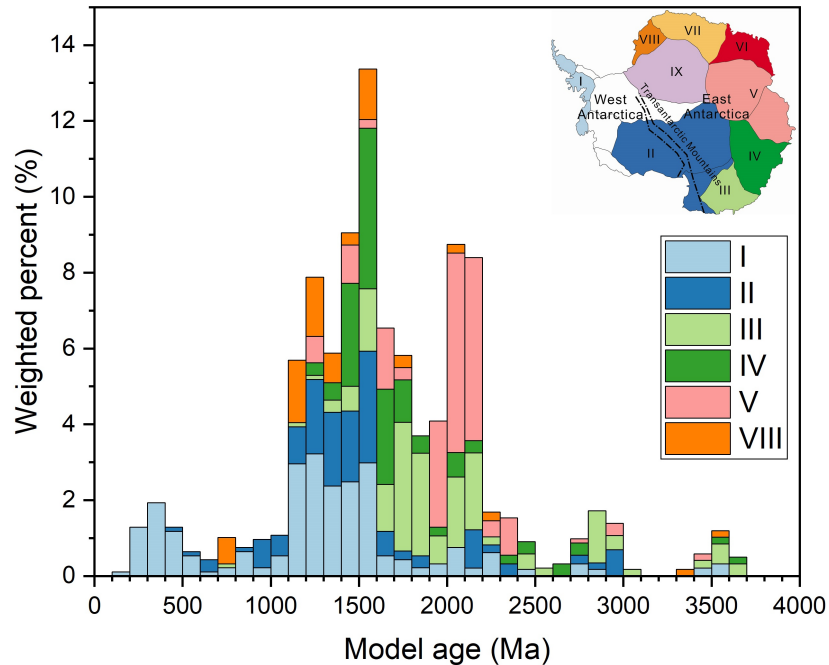 Weighted percent (%)
14
12
10
8
6
4
2
0
0
500
1000
1500
2000
2500
3000
3500
4000
Model age (Ma)
VIII
VII
VI
IX
I
V
West
Antarctica
East
Antarctica
Transantarctic Mountains
II
IV
III
I
II
III
IV
V
VIII